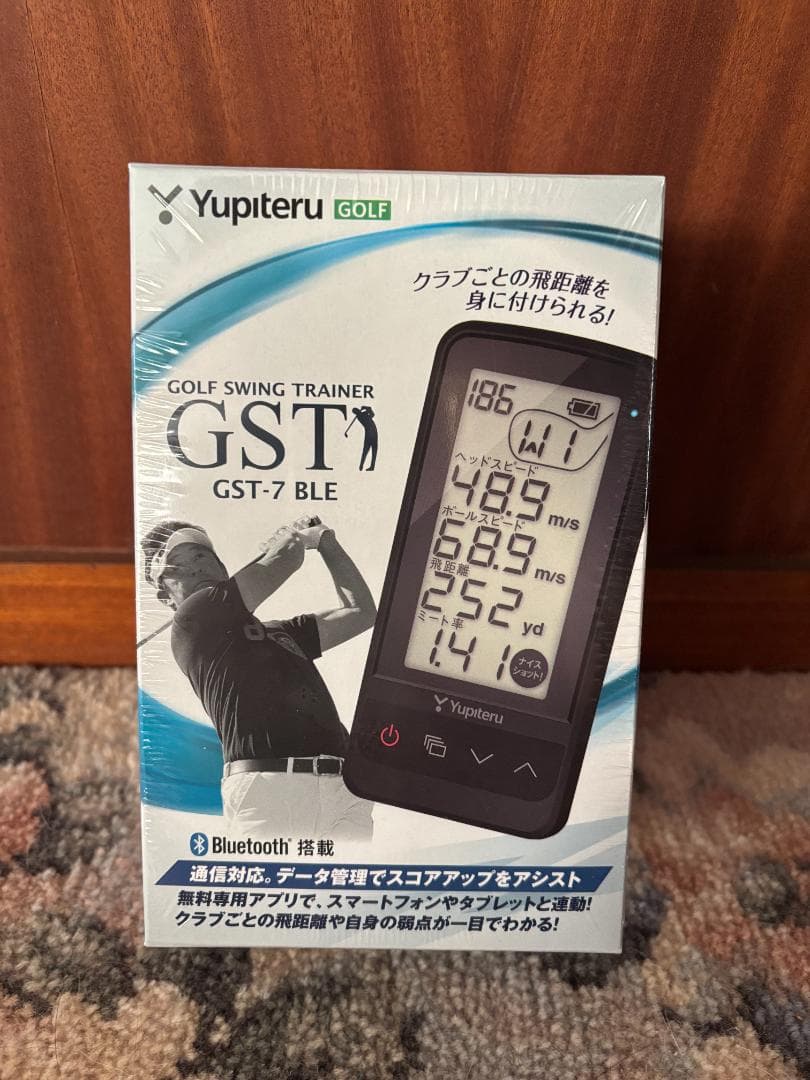 Yupiteru GOLF
クラブごとの飛距離を
身に付けられる!
GOLF SWING TRAINER
GST
GST-7 BLE
186
W1
ヘッドスピード
48.9 m/s
ボールスピード
68.9 m/s
飛距離
252 yd
ミート率
1.41
ナイス
ショット!
Yupiteru
Bluetooth® 搭載
通信対応。データ管理でスコアアップをアシスト
無料専用アプリで、スマートフォンやタブレットと連動!
クラブごとの飛距離や自身の弱点が一目でわかる!